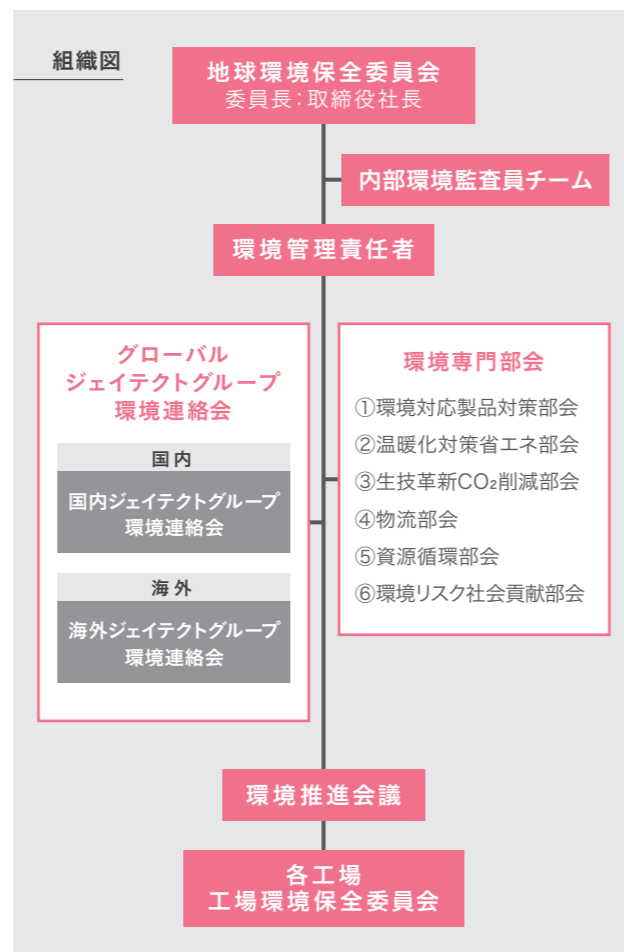 組織図
地球環境保全委員会
委員長：取締役社長
内部環境監査員チーム
環境管理責任者
グローバル
ジェイテクトグループ
環境連絡会
国内
国内ジェイテクトグループ
環境連絡会
海外
海外ジェイテクトグループ
環境連絡会
環境専門部会
①環境対応製品対策部会
②温暖化対策省エネ部会
③生技革新CO₂削減部会
④物流部会
⑤資源循環部会
⑥環境リスク社会貢献部会
環境推進会議
各工場
工場環境保全委員会